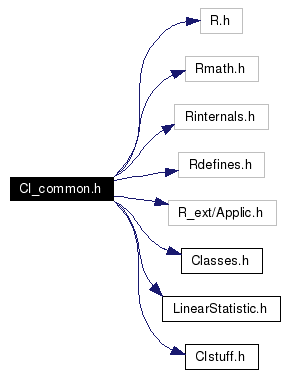 R.h
Rmath.h
Rinternals.h
Rdefines.h
CI_common.h
R_ext/Applic.h
Classes.h
LinearStatistic.h
CIstuff.h